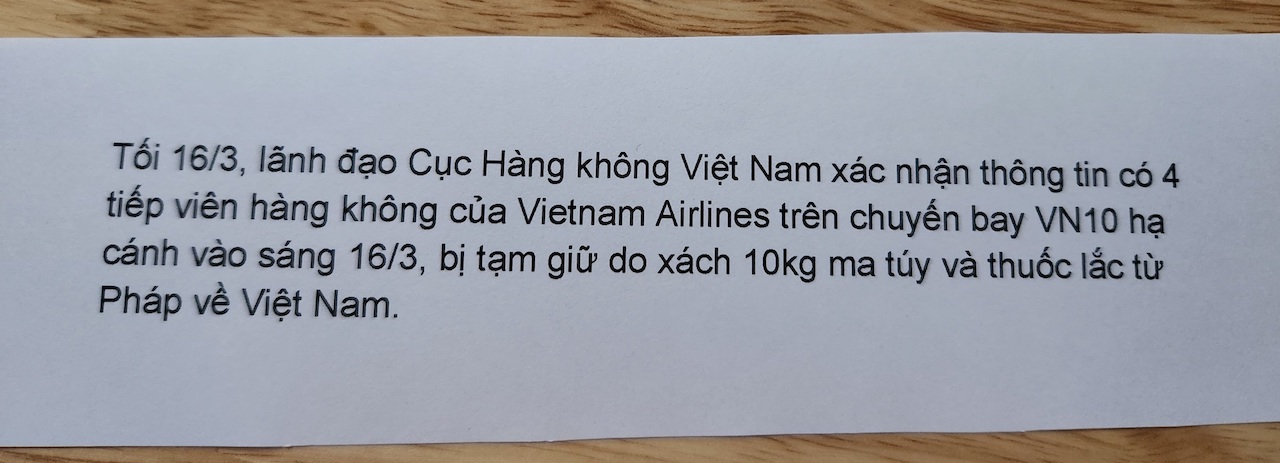 Tối 16/3, lãnh đạo Cục Hàng không Việt Nam xác nhận thông tin có 4
tiếp viên hàng không của Vietnam Airlines trên chuyến bay VN10 hạ
cánh vào sáng 16/3, bị tạm giữ do xách 10kg ma túy và thuốc lắc từ
Pháp về Việt Nam.